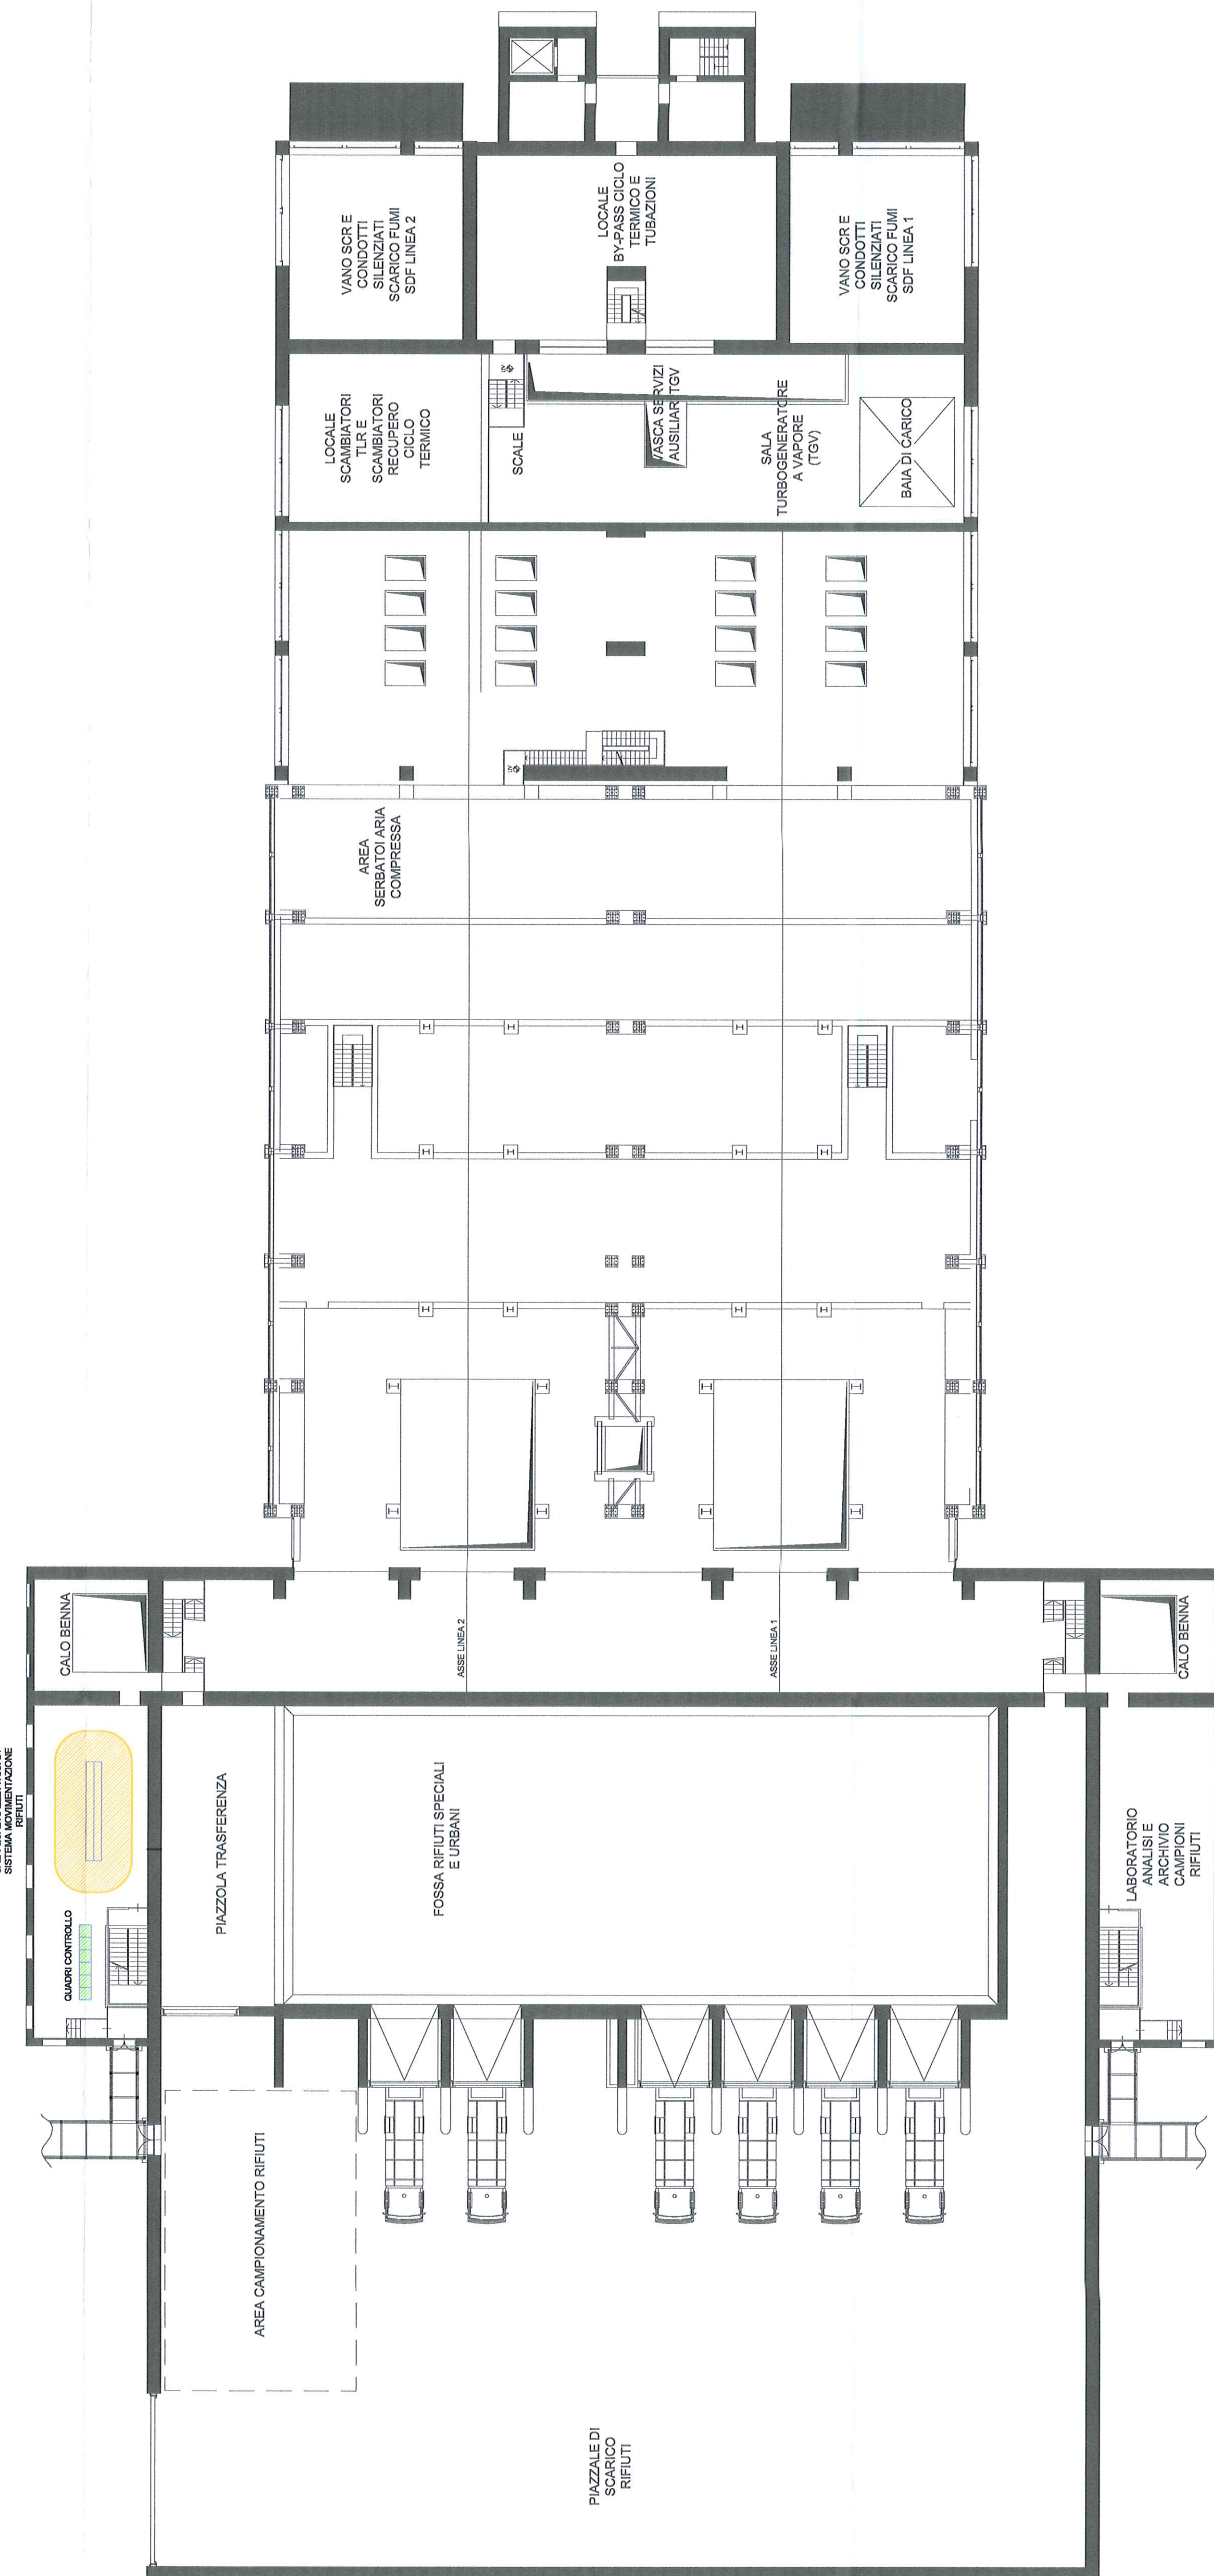 VANO SCR E
CONDOTTI
SILENZIATI
SCARICO FUMI
SDF LINEA 2
LOCALE
BY-PASS CICLO
TERMICO E
TUBAZIONI
VANO SCR E
CONDOTTI
SILENZIATI
SCARICO FUMI
SDF LINEA 1
LOCALE
SCAMBIATORI
TLR E
SCAMBIATORI
RECUPERO
CICLO
TERMICO
SCALE
VASCA SERVIZI
AUSILIARI TGV
SALA
TURBOGENERATORE
A VAPORE
(TGV)
BAIA DI CARICO
AREA
SERBATOI ARIA
COMPRESSA
CALO BENNA
ASSE LINEA 2
ASSE LINEA 1
CALO BENNA
SISTEMA MOVIMENTAZIONE
RIFIUTI
QUADRI CONTROLLO
PIAZZOLA TRASFERENZA
FOSSA RIFIUTI SPECIALI
E URBANI
LABORATORIO
ANALISI E
ARCHIVIO
CAMPIONI
RIFIUTI
AREA CAMPIONAMENTO RIFIUTI
PIAZZALE DI
SCARICO
RIFIUTI